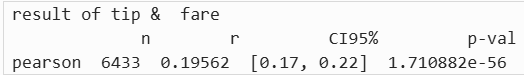 result of tip &  fare
            n        r         CI95%         p-val
pearson  6433  0.19562  [0.17, 0.22]  1.710882e-56